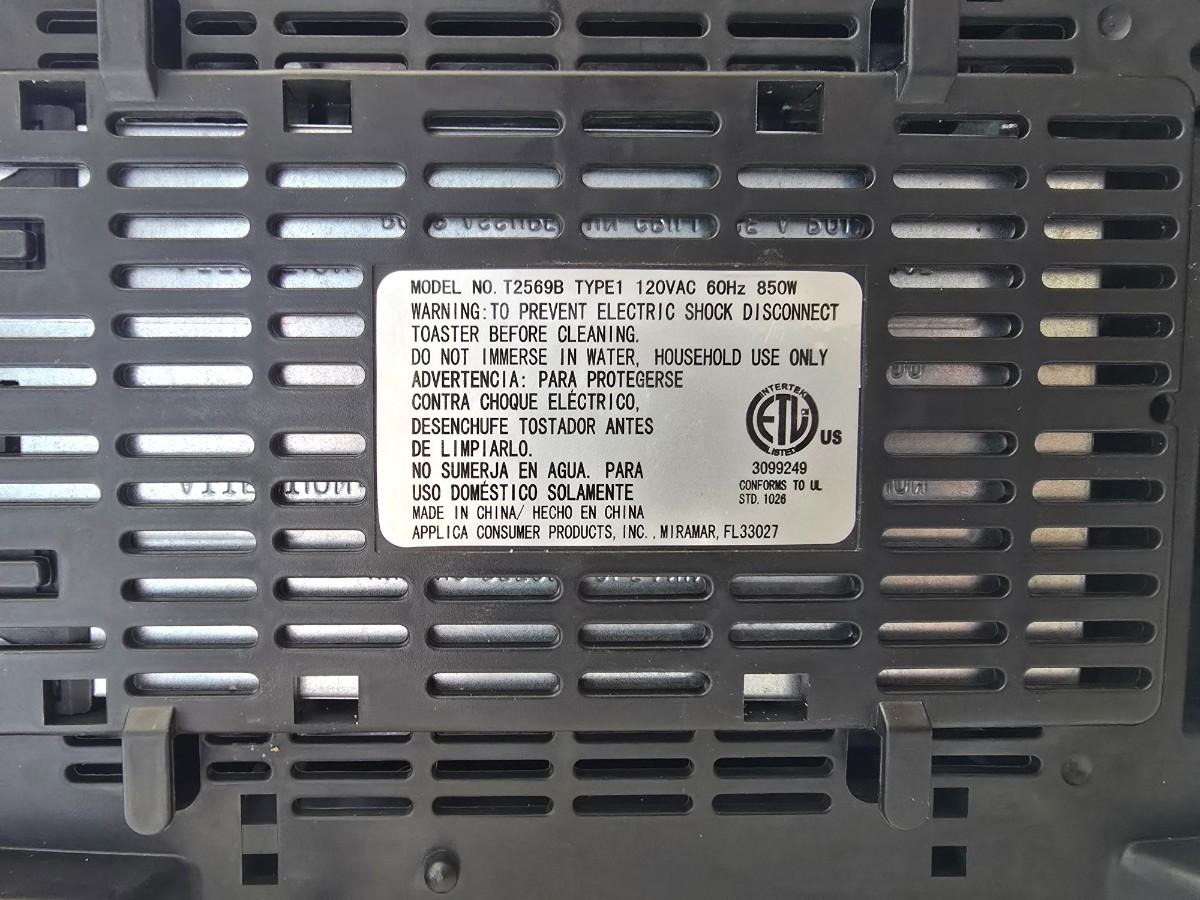 MODEL NO. T2569B TYPE1 120VAC 60Hz 850W
WARNING: TO PREVENT ELECTRIC SHOCK DISCONNECT
TOASTER BEFORE CLEANING.
DO NOT IMMERSE IN WATER, HOUSEHOLD USE ONLY
ADVERTENCIA: PARA PROTEGERSE
CONTRA CHOQUE ELÉCTRICO,
DESENCHUFE TOSTADOR ANTES
DE LIMPIARLO.
NO SUMERJA EN AGUA. PARA
USO DOMÉSTICO SOLAMENTE
MADE IN CHINA/ HECHO EN CHINA
APPLICA CONSUMER PRODUCTS, INC., MIRAMAR, FL33027
INTERTEK
ETL CM
LISTED
US
3099249
CONFORMS TO UL
STD. 1026